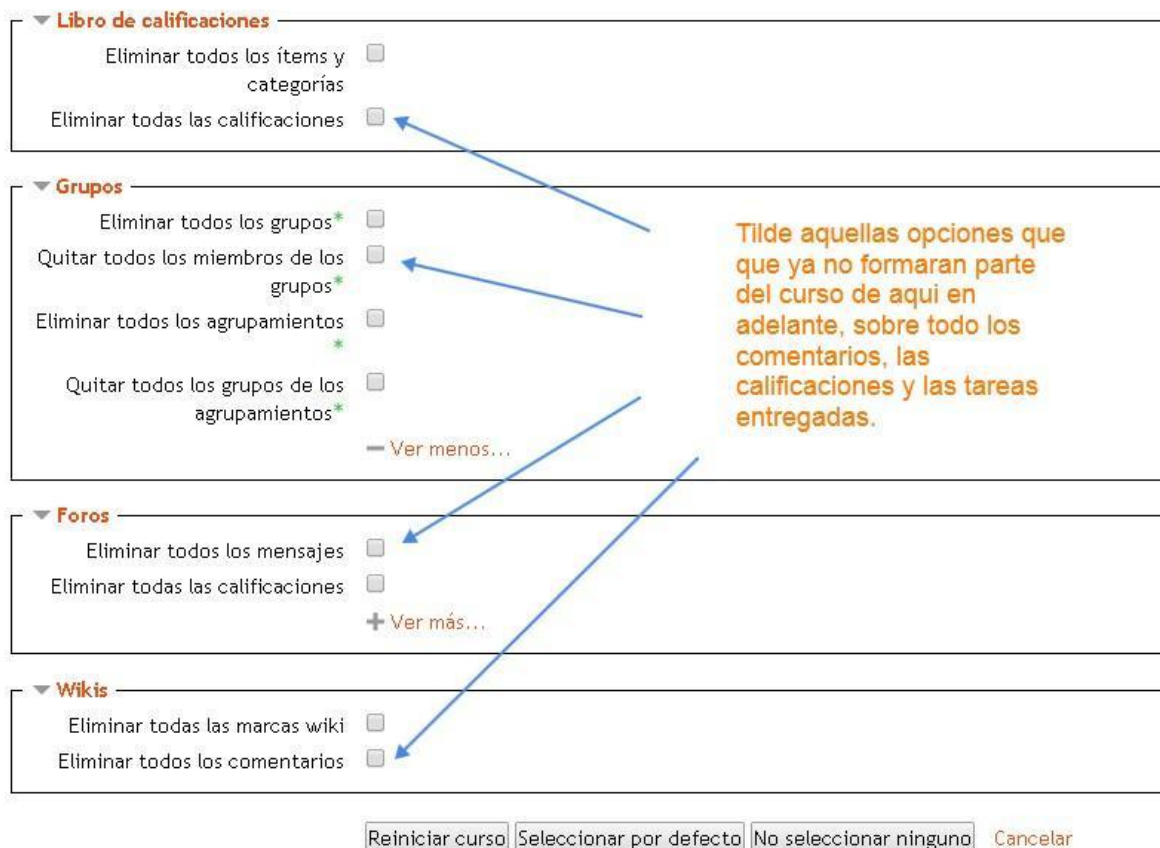 Libro de calificaciones
Eliminar todos los ítems y
categorías
Eliminar todas las calificaciones
Grupos
Eliminar todos los grupos*
Quitar todos los miembros de los
grupos*
Eliminar todos los agrupamientos
*
Quitar todos los grupos de los
agrupamientos*
Ver menos...
Tilde aquellas opciones que
que ya no formaran parte
del curso de aqui en
adelante, sobre todo los
comentarios, las
calificaciones y las tareas
entregadas.
Foros
Eliminar todos los mensajes
Eliminar todas las calificaciones
Ver más...
Wikis
Eliminar todas las marcas wiki
Eliminar todos los comentarios
Reiniciar curso Seleccionar por defecto No seleccionar ninguno Cancelar